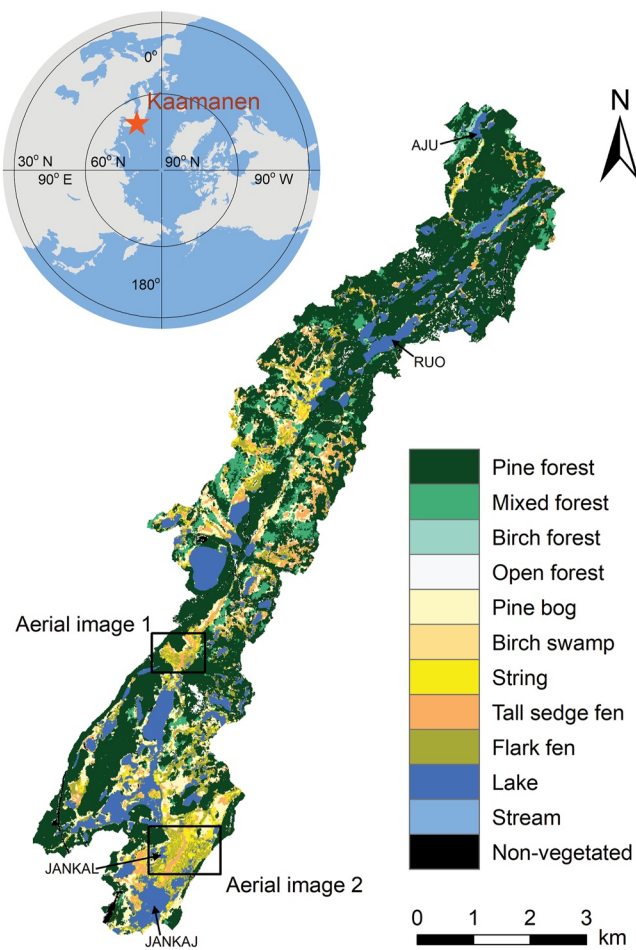 0° 
Kaamanen
30° N
60° N
90° N
90° E
90° W
180°
N
AJU
RUO
Pine forest
Mixed forest
Birch forest
Open forest
Pine bog
Birch swamp
String
Tall sedge fen
Flark fen
Lake
Stream
Non-vegetated
Aerial image 1
JANKAL
Aerial image 2
JANKAJ
0 1 2 3
km